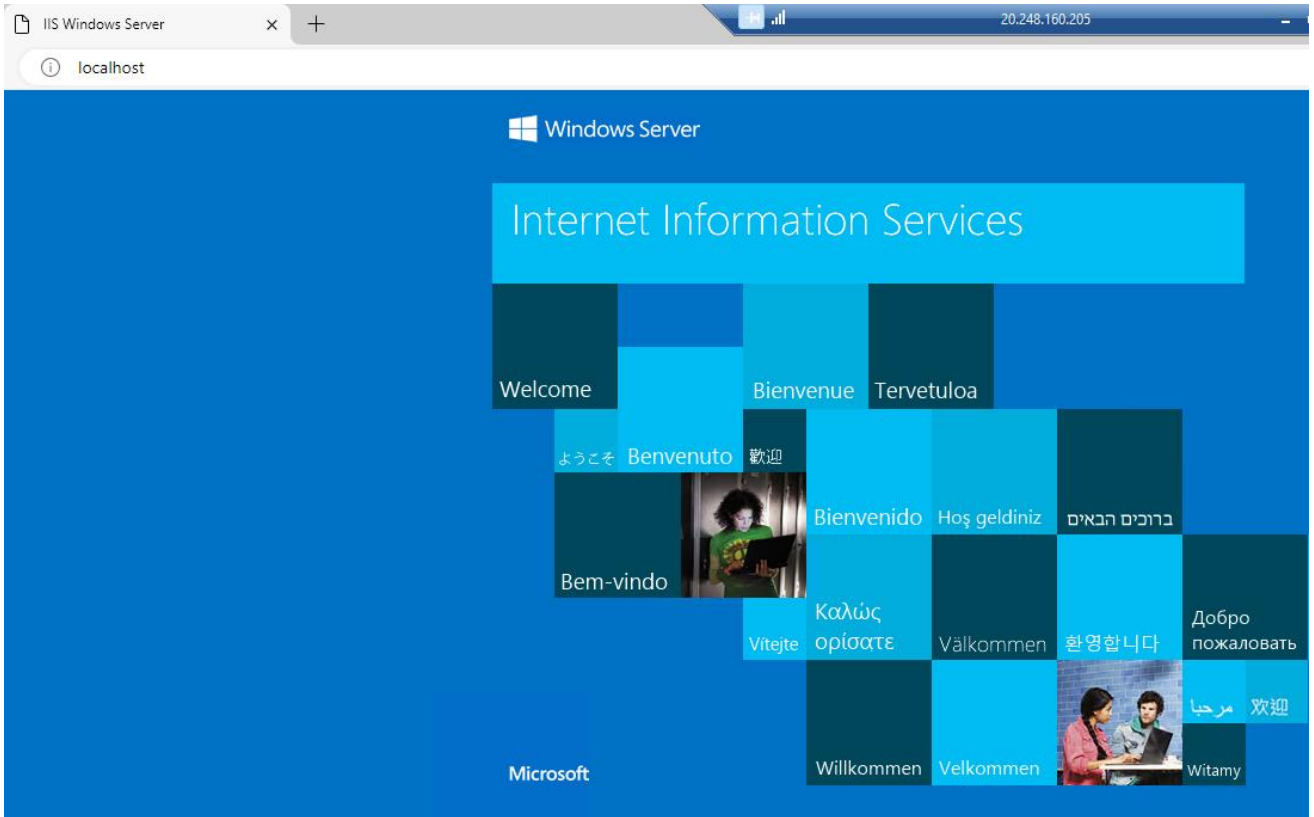 IIS Windows Server
20.248.160.205
localhost
Windows Server
Internet Information Services
Welcome
Bienvenue
Tervetuloa
ようこそ
Benvenuto
歡迎
Bienvenido
Hoş geldiniz
ברוכים הבאים
Bem-vindo
Vítejte
Καλώς
ορίσατε
Välkommen
환영합니다
Добро
пожаловать
مرحبا
欢迎
Willkommen
Velkommen
Witamy
Microsoft